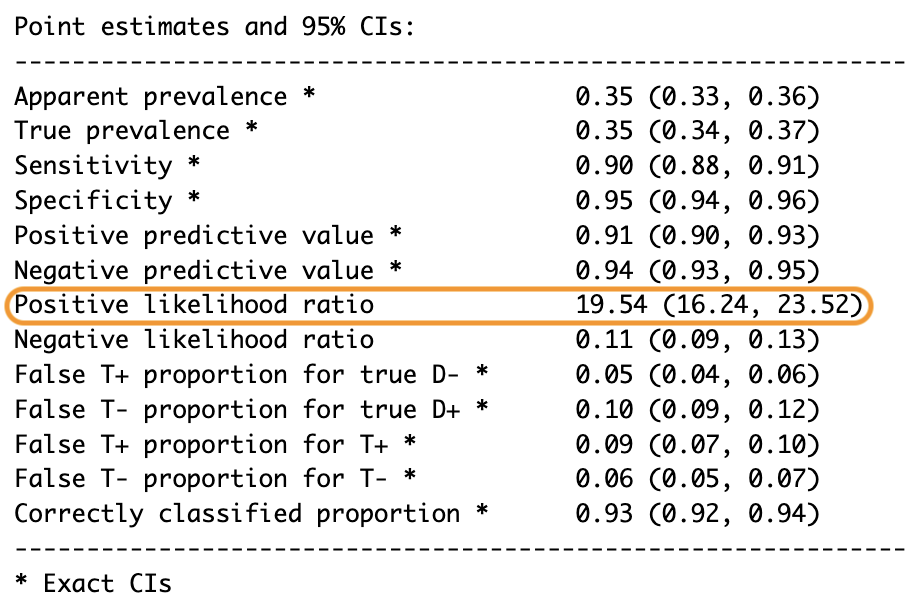 Point estimates and 95% CIs:
--------------------------------------------------------------
Apparent prevalence *                  0.35 (0.33, 0.36)
True prevalence *                      0.35 (0.34, 0.37)
Sensitivity *                          0.90 (0.88, 0.91)
Specificity *                          0.95 (0.94, 0.96)
Positive predictive value *            0.91 (0.90, 0.93)
Negative predictive value *            0.94 (0.93, 0.95)
Positive likelihood ratio              19.54 (16.24, 23.52)
Negative likelihood ratio              0.11 (0.09, 0.13)
False T+ proportion for true D- *      0.05 (0.04, 0.06)
False T- proportion for true D+ *      0.10 (0.09, 0.12)
False T+ proportion for T+ *           0.09 (0.07, 0.10)
False T- proportion for T- *           0.06 (0.05, 0.07)
Correctly classified proportion *      0.93 (0.92, 0.94)
--------------------------------------------------------------
* Exact CIs